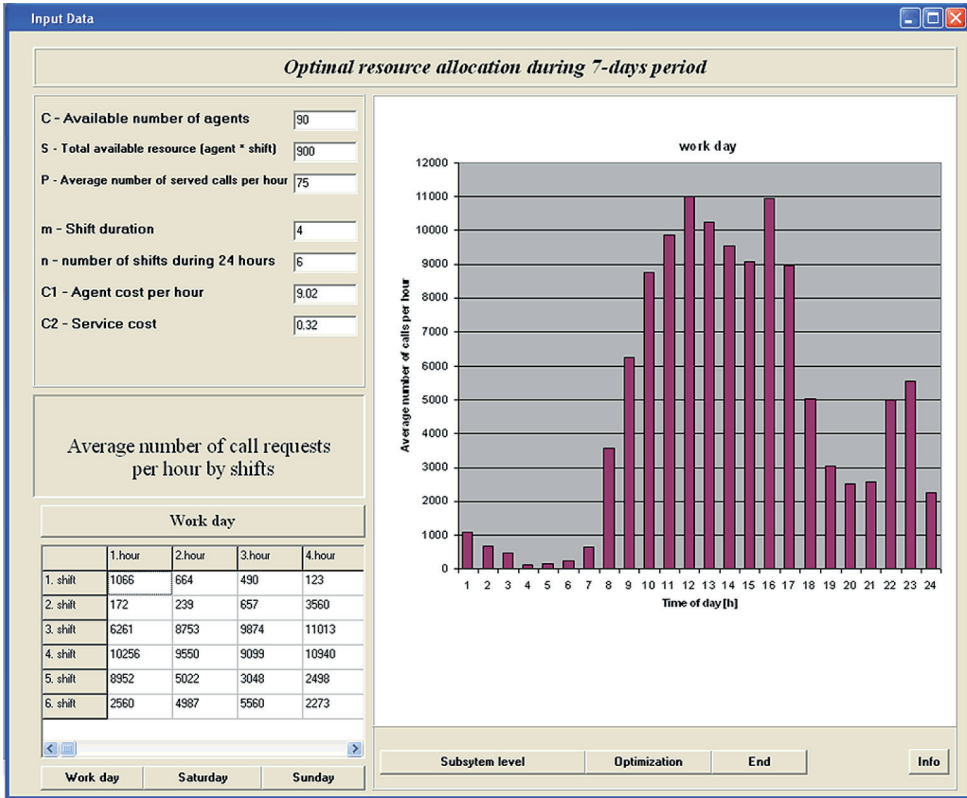 Input Data
Optimal resource allocation during 7-days period
C - Available number of agents 90
S - Total available resource (agent * shift) 900
P - Average number of served calls per hour 75
m - Shift duration 4
n - number of shifts during 24 hours 6
C1 - Agent cost per hour 9.02
C2 - Service cost 0.32
Average number of call requests
per hour by shifts
Work day
1.hour 2.hour 3.hour 4.hour
1. shift 1066 664 490 123
2. shift 172 239 657 3560
3. shift 6261 8753 9874 11013
4. shift 10256 9550 9099 10940
5. shift 8952 5022 3048 2498
6. shift 2560 4987 5560 2273
Work day Saturday Sunday
work day
Average number of calls per hour
12000
11000
10000
9000
8000
7000
6000
5000
4000
3000
2000
1000
0
1 2 3 4 5 6 7 8 9 10 11 12 13 14 15 16 17 18 19 20 21 22 23 24
Time of day [h]
Subsytem level Optimization End Info